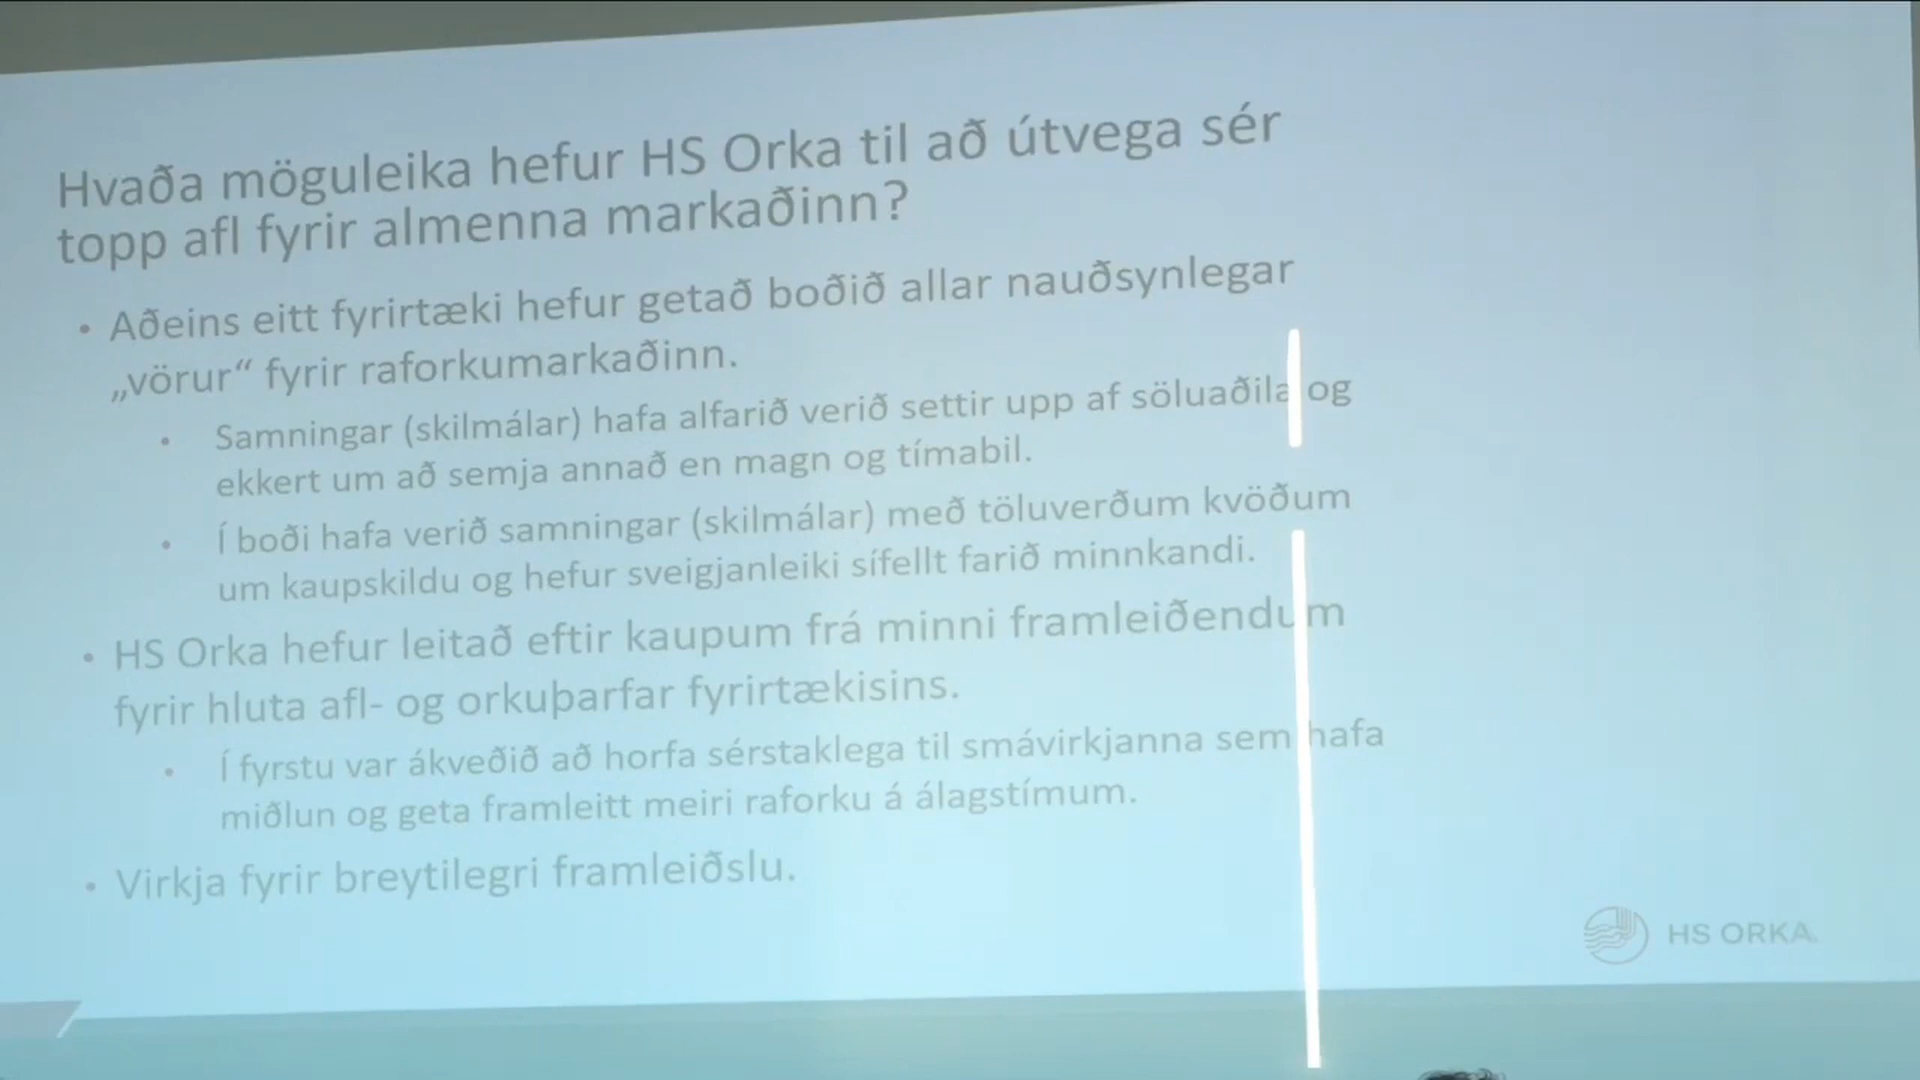 Hvaða möguleika hefur HS Orka til að útvega sér
topp afl fyrir almenna markaðinn?
• Aðeins eitt fyrirtæki hefur getað boðið allar nauðsynlegar
„vörur“ fyrir raforkumarkaðinn.
• Samningar (skilmálar) hafa alfarið verið settir upp af söluaðila og
ekkert um að semja annað en magn og tímabil.
• Í boði hafa verið samningar (skilmálar) með töluverðum kvöðum
um kaupskildu og hefur sveigjanleiki sífellt farið minnkandi.
• HS Orka hefur leitað eftir kaupum frá minni framleiðendum
fyrir hluta afl- og orkuþarfar fyrirtækisins.
• Í fyrstu var ákveðið að horfa sérstaklega til smávirkjanna sem hafa
miðlun og geta framleitt meiri raforku á álagstímum.
• Virkja fyrir breytilegri framleiðslu.
HS ORKA